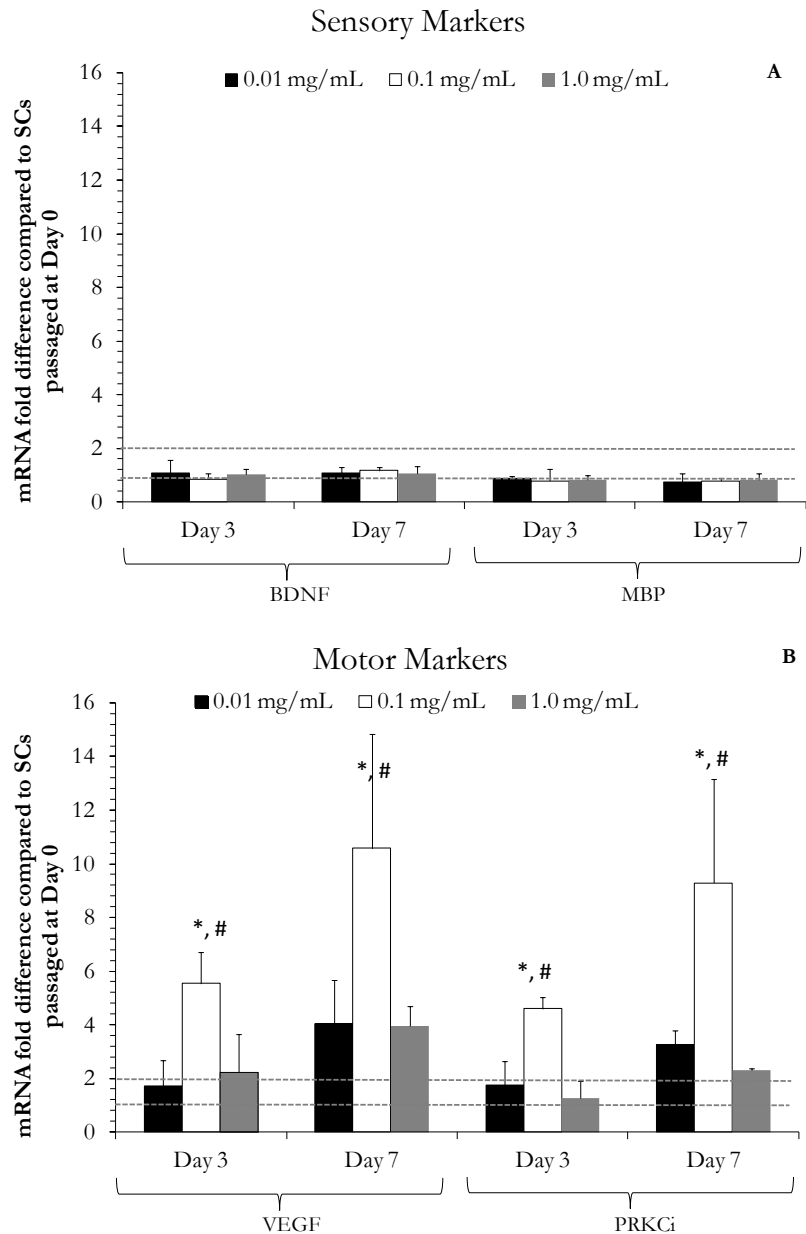 Sensory Markers
A
0.01 mg/mL 0.1 mg/mL 1.0 mg/mL
mRNA fold difference compared to SCs
passaged at Day 0
16
14
12
10
8
6
4
2
0
Day 3 Day 7 Day 3 Day 7
BDNF MBP
Motor Markers
B
0.01 mg/mL 0.1 mg/mL 1.0 mg/mL
mRNA fold difference compared to SCs
passaged at Day 0
16
14
12
10
8
6
4
2
0
*, #
*, #
*, #
*, #
Day 3 Day 7 Day 3 Day 7
VEGF PRKCi